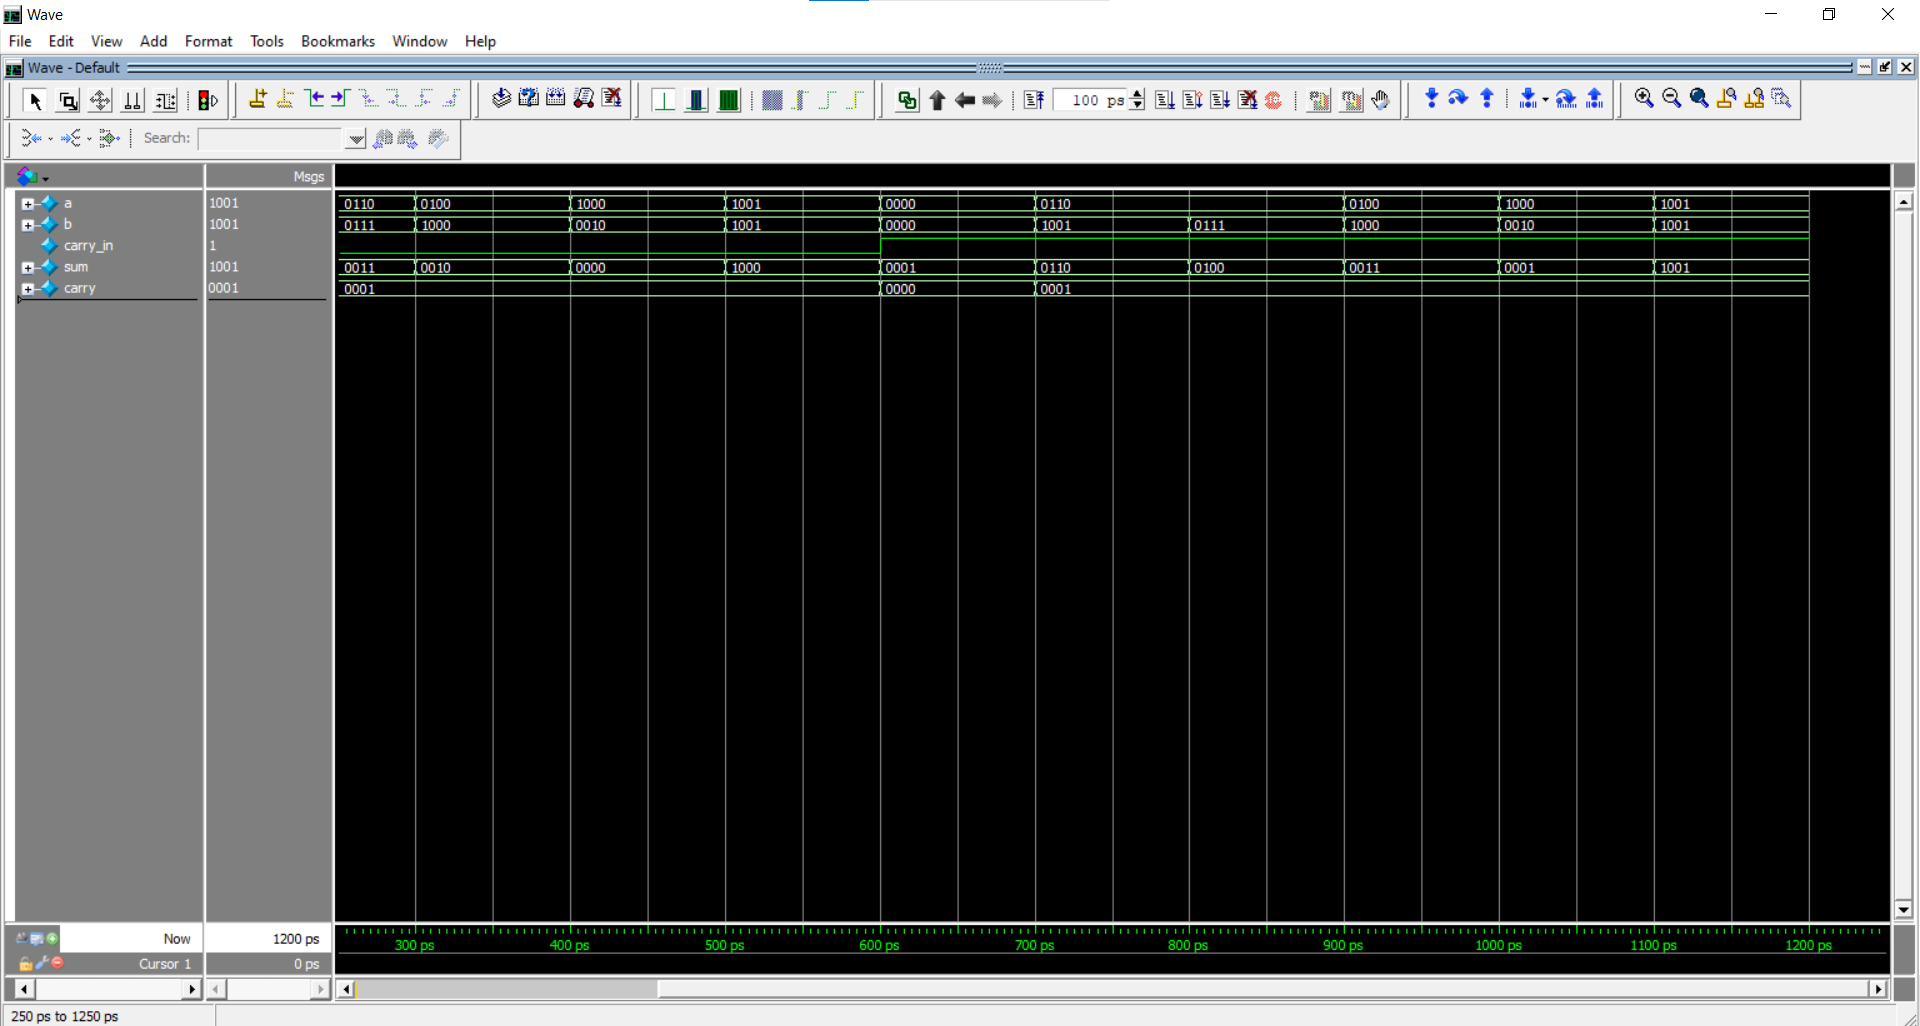 Wave
File Edit View Add Format Tools Bookmarks Window Help
Wave - Default
100 ps
Search:
Msgs
a 1001 0110 0100 1000 1001 0000 0110 0100 1000 1001
b 1001 0111 1000 0010 1001 0000 1001 0111 1000 0010 1001
carry_in 1
sum 1001 0011 0010 0000 1000 0001 0110 0100 0011 0001 1001
carry 0001 0001 0000 0001
Now 1200 ps
300 ps 400 ps 500 ps 600 ps 700 ps 800 ps 900 ps 1000 ps 1100 ps 1200 ps
Cursor 1 0 ps
250 ps to 1250 ps